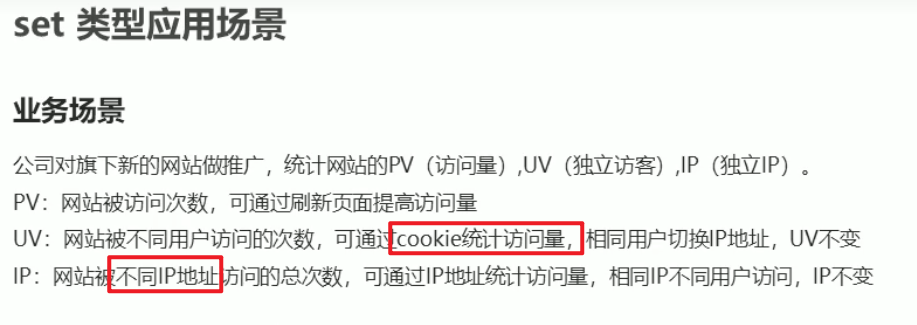 set 类型应用场景
业务场景
公司对旗下新的网站做推广，统计网站的PV（访问量）,UV（独立访客）,IP（独立IP）。
PV：网站被访问次数，可通过刷新页面提高访问量
UV：网站被不同用户访问的次数，可通过cookie统计访问量，相同用户切换IP地址，UV不变
IP：网站被不同IP地址访问的总次数，可通过IP地址统计访问量，相同IP不同用户访问，IP不变